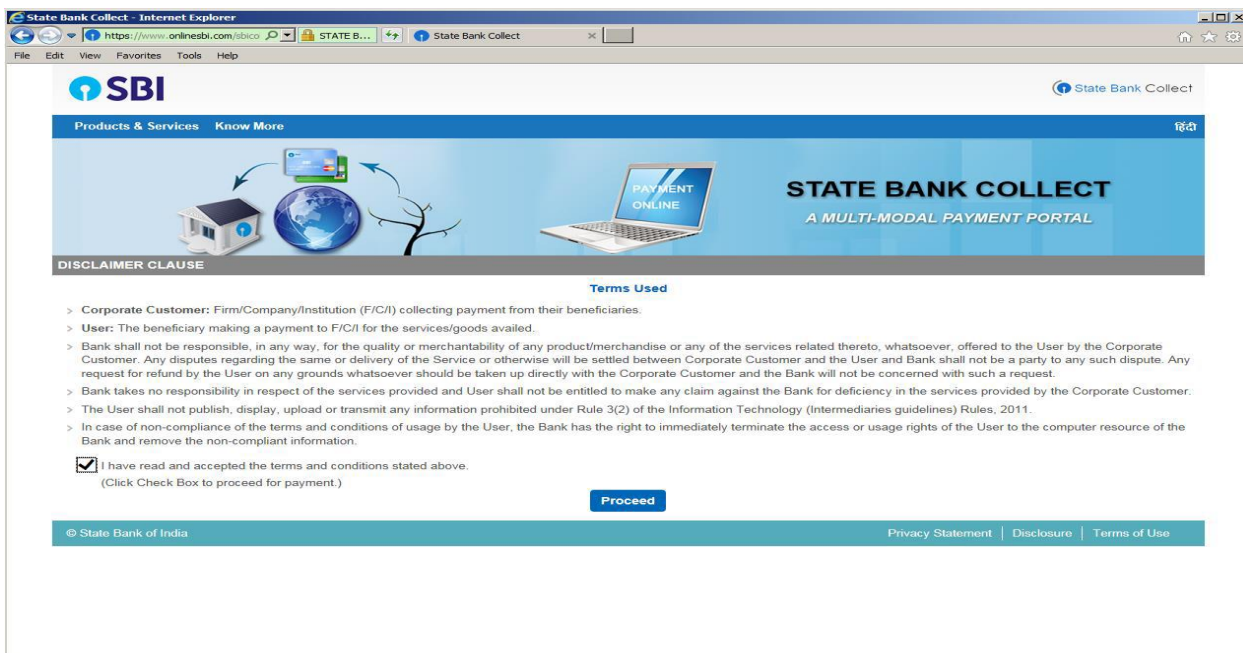 State Bank Collect - Internet Explorer
https://www.onlinesbi.com/sbico STATE B... State Bank Collect
File Edit View Favorites Tools Help
SBI
State Bank Collect
Products & Services Know More हिंदी
PAYMENT
ONLINE
STATE BANK COLLECT
A MULTI-MODAL PAYMENT PORTAL
DISCLAIMER CLAUSE
Terms Used
> Corporate Customer: Firm/Company/Institution (F/C/I) collecting payment from their beneficiaries.
> User: The beneficiary making a payment to F/C/I for the services/goods availed.
> Bank shall not be responsible, in any way, for the quality or merchantability of any product/merchandise or any of the services related thereto, whatsoever, offered to the User by the Corporate
Customer. Any disputes regarding the same or delivery of the Service or otherwise will be settled between Corporate Customer and the User and Bank shall not be a party to any such dispute. Any
request for refund by the User on any grounds whatsoever should be taken up directly with the Corporate Customer and the Bank will not be concerned with such a request.
> Bank takes no responsibility in respect of the services provided and User shall not be entitled to make any claim against the Bank for deficiency in the services provided by the Corporate Customer.
> The User shall not publish, display, upload or transmit any information prohibited under Rule 3(2) of the Information Technology (Intermediaries guidelines) Rules, 2011.
> In case of non-compliance of the terms and conditions of usage by the User, the Bank has the right to immediately terminate the access or usage rights of the User to the computer resource of the
Bank and remove the non-compliant information.
I have read and accepted the terms and conditions stated above.
(Click Check Box to proceed for payment.)
Proceed
© State Bank of India Privacy Statement | Disclosure | Terms of Use